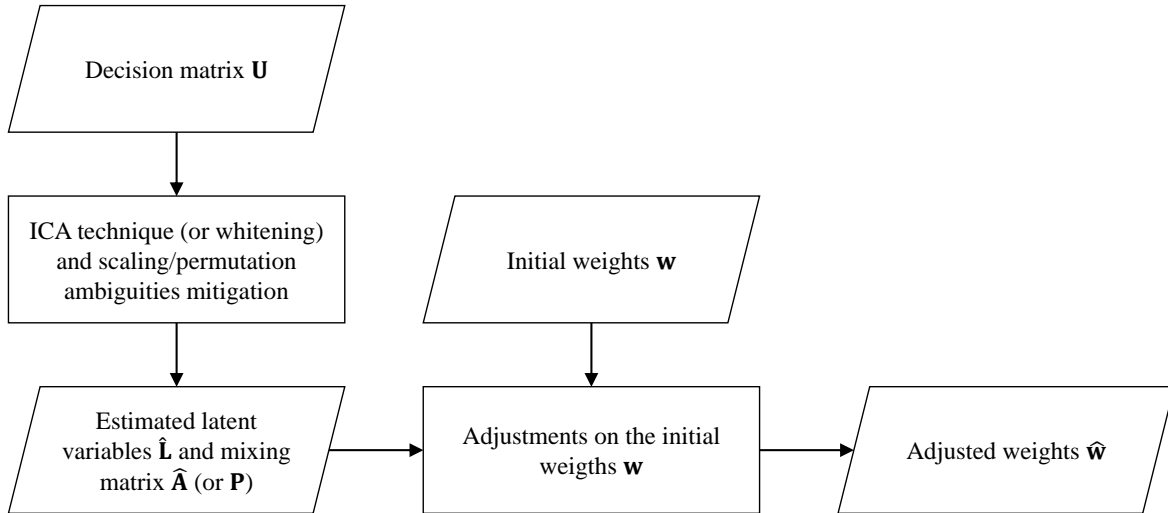 Decision matrix U
ICA technique (or whitening)
and scaling/permutation
ambiguities mitigation
Initial weights w
Estimated latent
variables L̂ and mixing
matrix Â (or P)
Adjustments on the initial
weigths w
Adjusted weights ŵ